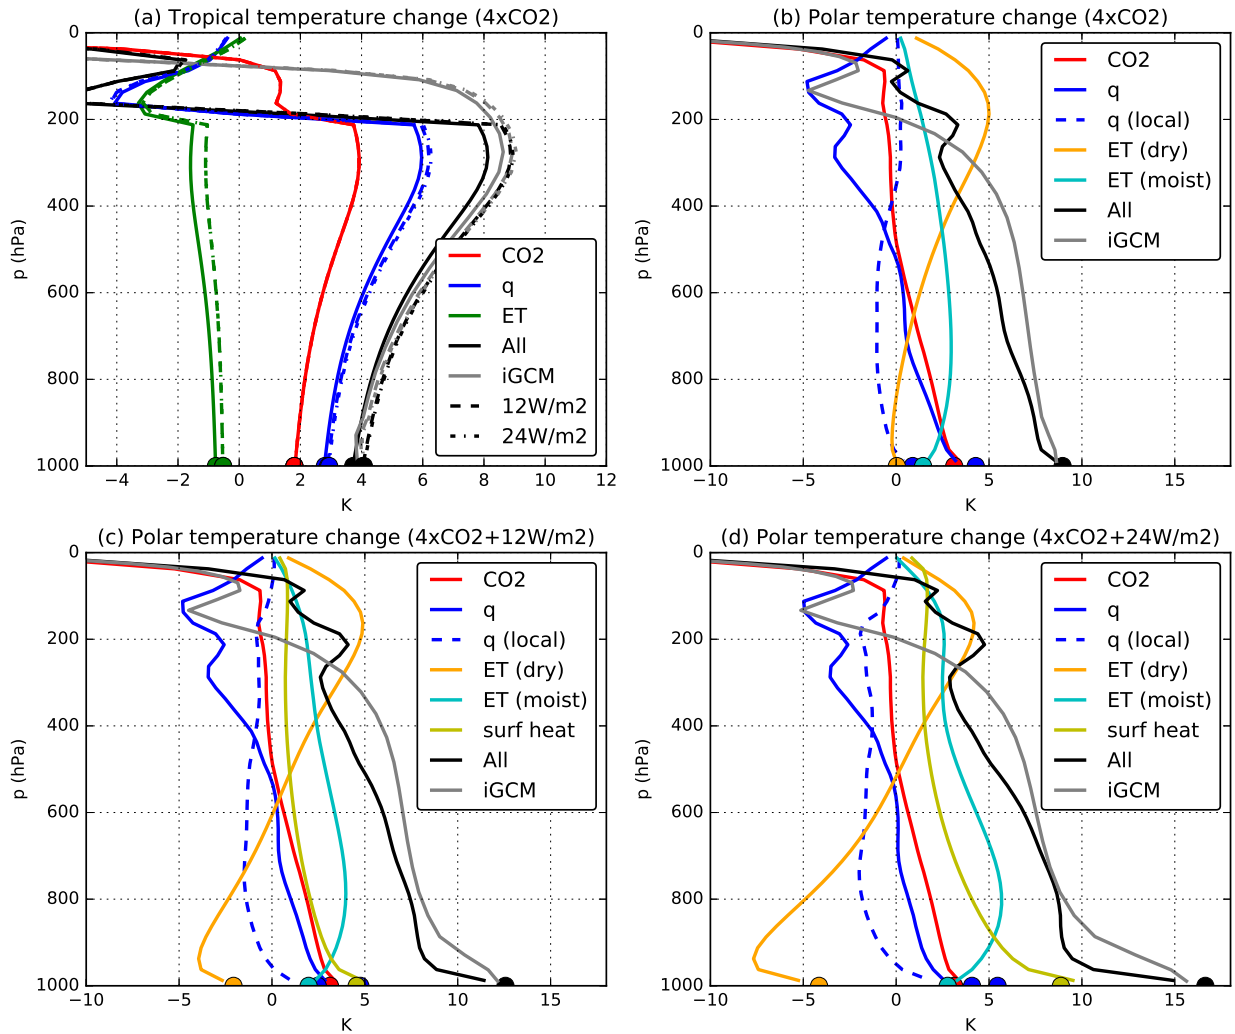 (a) Tropical temperature change (4xCO2)
0
200
400
600
800
1000
p (hPa)
−4 −2 0 2 4 6 8 10 12
K
CO2
q
ET
All
iGCM
12W/m2
24W/m2
(b) Polar temperature change (4xCO2)
0
200
400
600
800
1000
p (hPa)
−10 −5 0 5 10 15
K
CO2
q
q (local)
ET (dry)
ET (moist)
All
iGCM
(c) Polar temperature change (4xCO2+12W/m2)
0
200
400
600
800
1000
p (hPa)
−10 −5 0 5 10 15
K
CO2
q
q (local)
ET (dry)
ET (moist)
surf heat
All
iGCM
(d) Polar temperature change (4xCO2+24W/m2)
0
200
400
600
800
1000
p (hPa)
−10 −5 0 5 10 15
K
CO2
q
q (local)
ET (dry)
ET (moist)
surf heat
All
iGCM